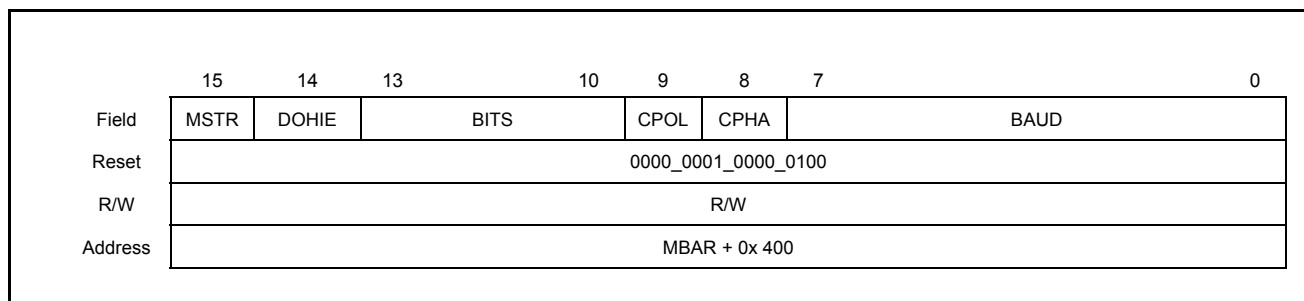 15 14 13 10 9 8 7 0
Field MSTR DOHIE BITS CPOL CPHA BAUD
Reset 0000_0001_0000_0100
R/W R/W
Address MBAR + 0x 400